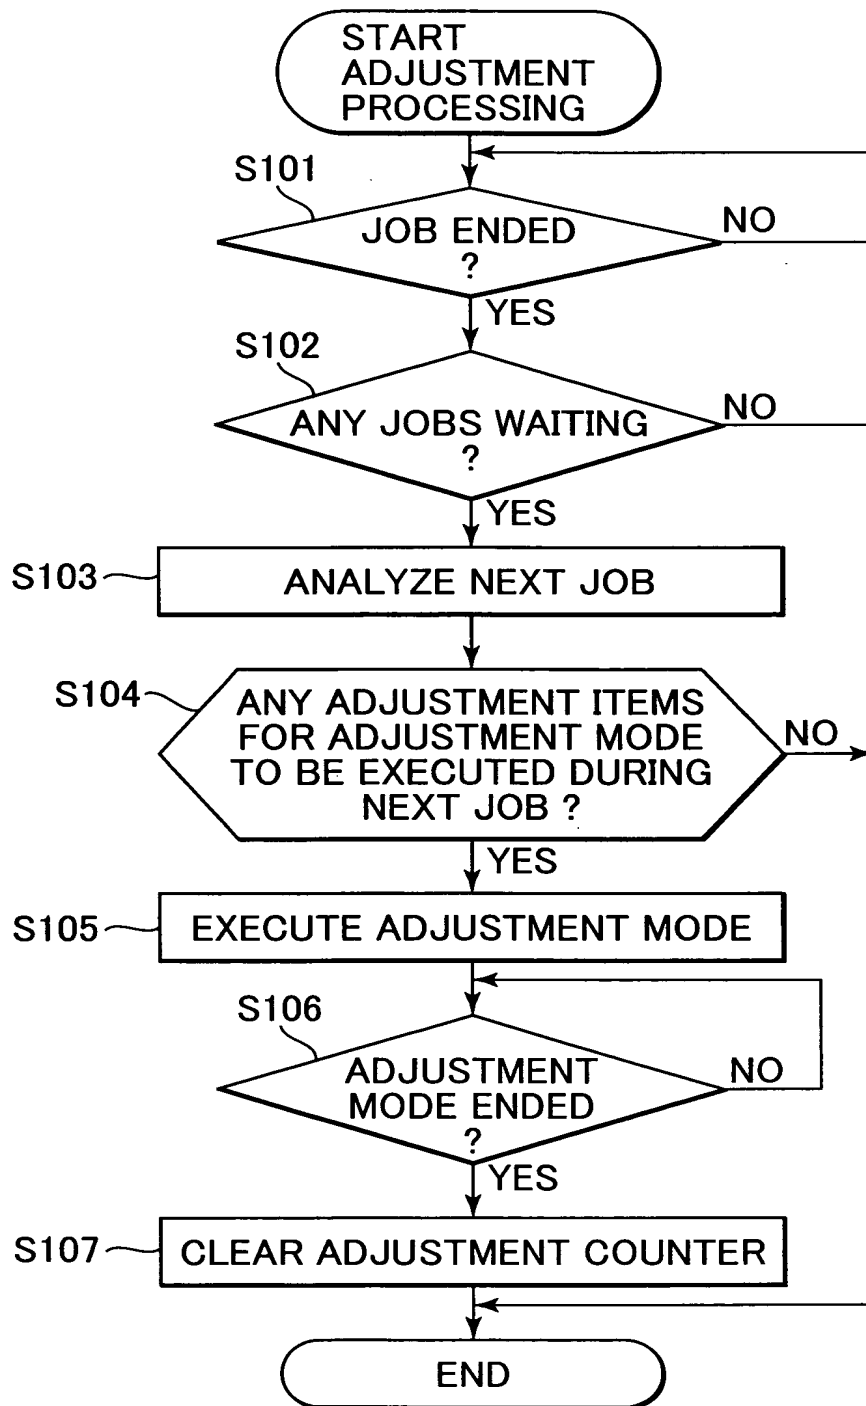 START
ADJUSTMENT
PROCESSING
S101
JOB ENDED
?
NO
YES
S102
ANY JOBS WAITING
?
NO
YES
S103
ANALYZE NEXT JOB
S104
ANY ADJUSTMENT ITEMS
FOR ADJUSTMENT MODE
TO BE EXECUTED DURING
NEXT JOB ?
NO
YES
S105
EXECUTE ADJUSTMENT MODE
S106
ADJUSTMENT
MODE ENDED
?
NO
YES
S107
CLEAR ADJUSTMENT COUNTER
END